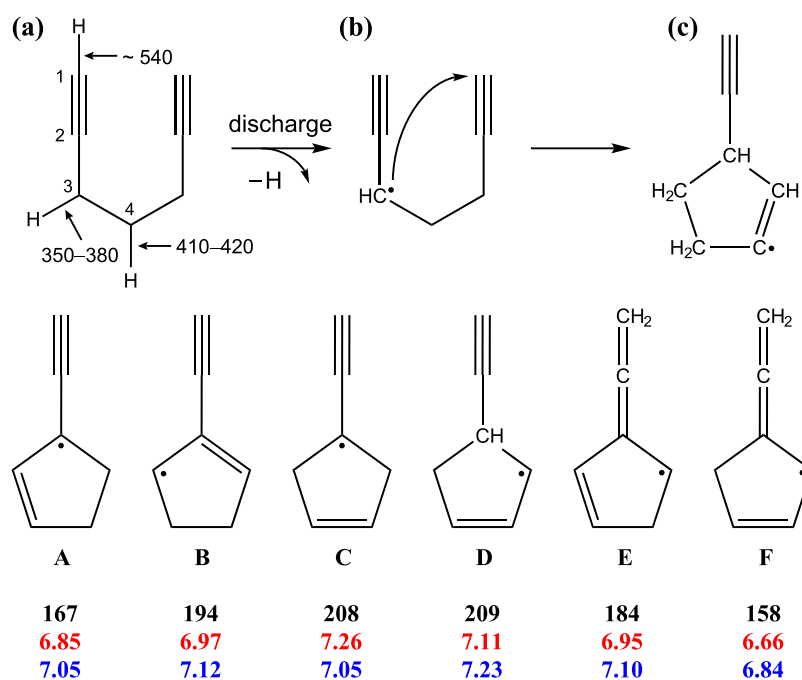 (a) (b) (c)
H
~ 540
1
2
discharge
–H
3
4
H
350–380
410–420
H
HC•
CH
H₂C
CH
H₂C
C•
CH
CH₂
C
CH₂
C
A B C D E F
167 194 208 209 184 158
6.85 6.97 7.26 7.11 6.95 6.66
7.05 7.12 7.05 7.23 7.10 6.84